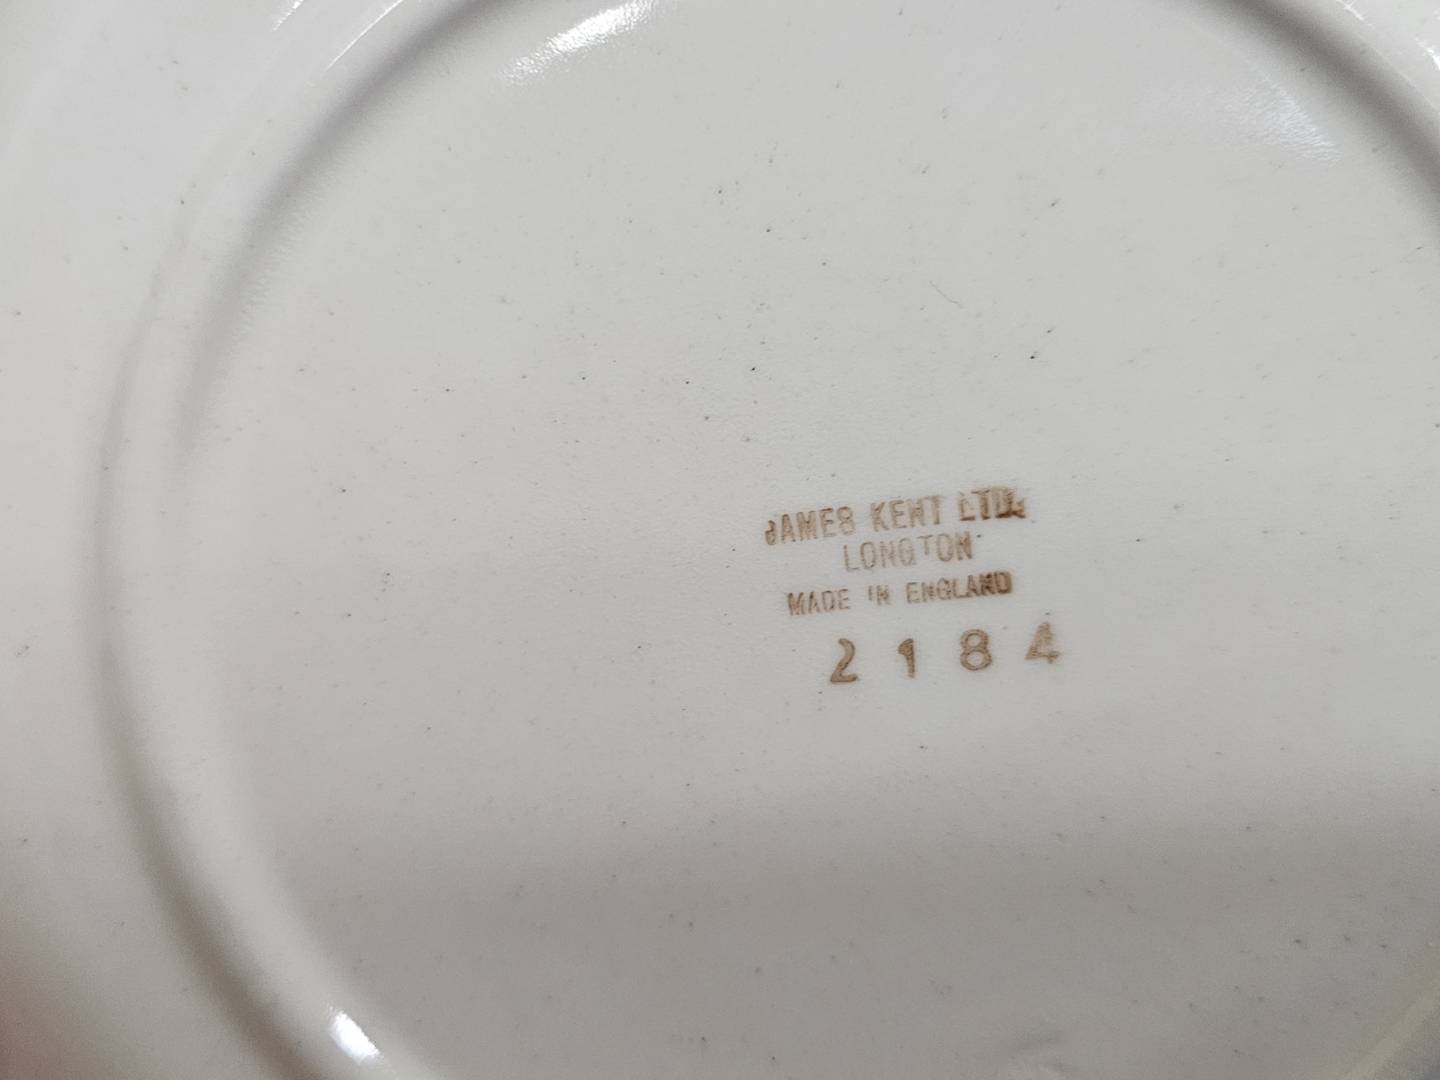 JAMES KENT LTD.
LONGTON
MADE IN ENGLAND
2184